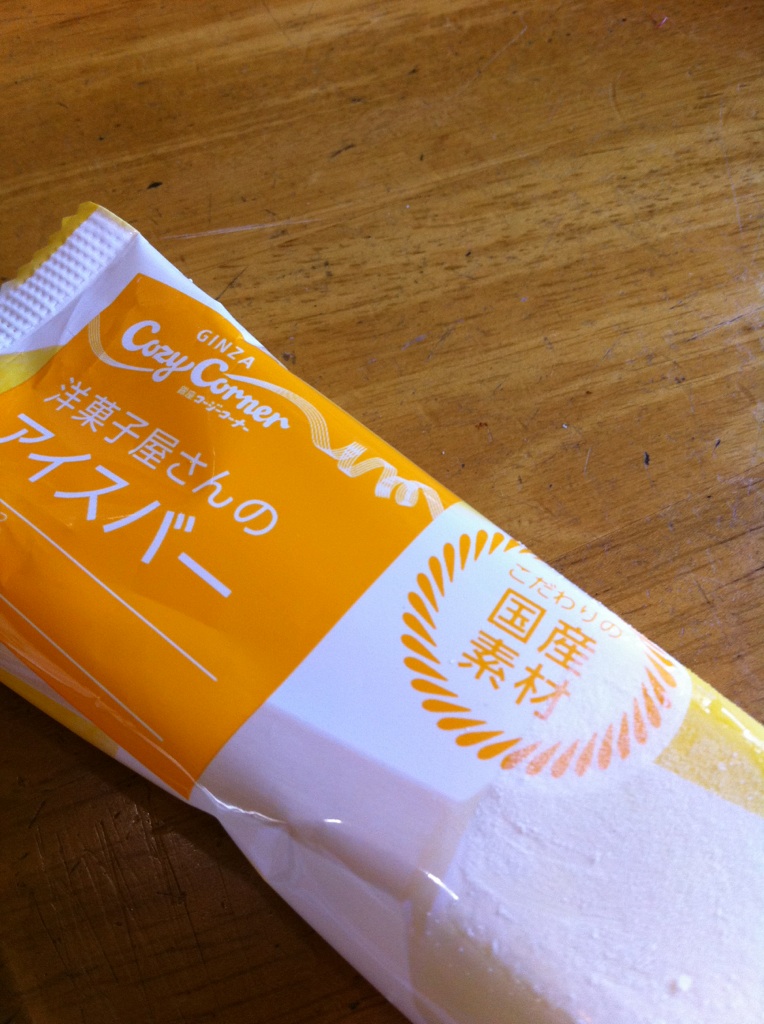 GINZA
Cozy Corner
銀座コージーコーナー
洋菓子屋さんの
アイスバー
こだわりの
国産
素材